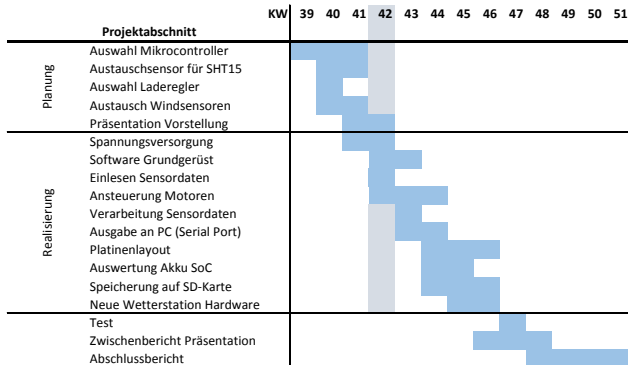 KW 39 40 41 42 43 44 45 46 47 48 49 50 51
Projektabschnitt
Planung
Auswahl Mikrocontroller
Austauschsensor für SHT15
Auswahl Laderegler
Austausch Windsensoren
Präsentation Vorstellung
Realisierung
Spannungsversorgung
Software Grundgerüst
Einlesen Sensordaten
Ansteuerung Motoren
Verarbeitung Sensordaten
Ausgabe an PC (Serial Port)
Platinenlayout
Auswertung Akku SoC
Speicherung auf SD-Karte
Neue Wetterstation Hardware
Test
Zwischenbericht Präsentation
Abschlussbericht